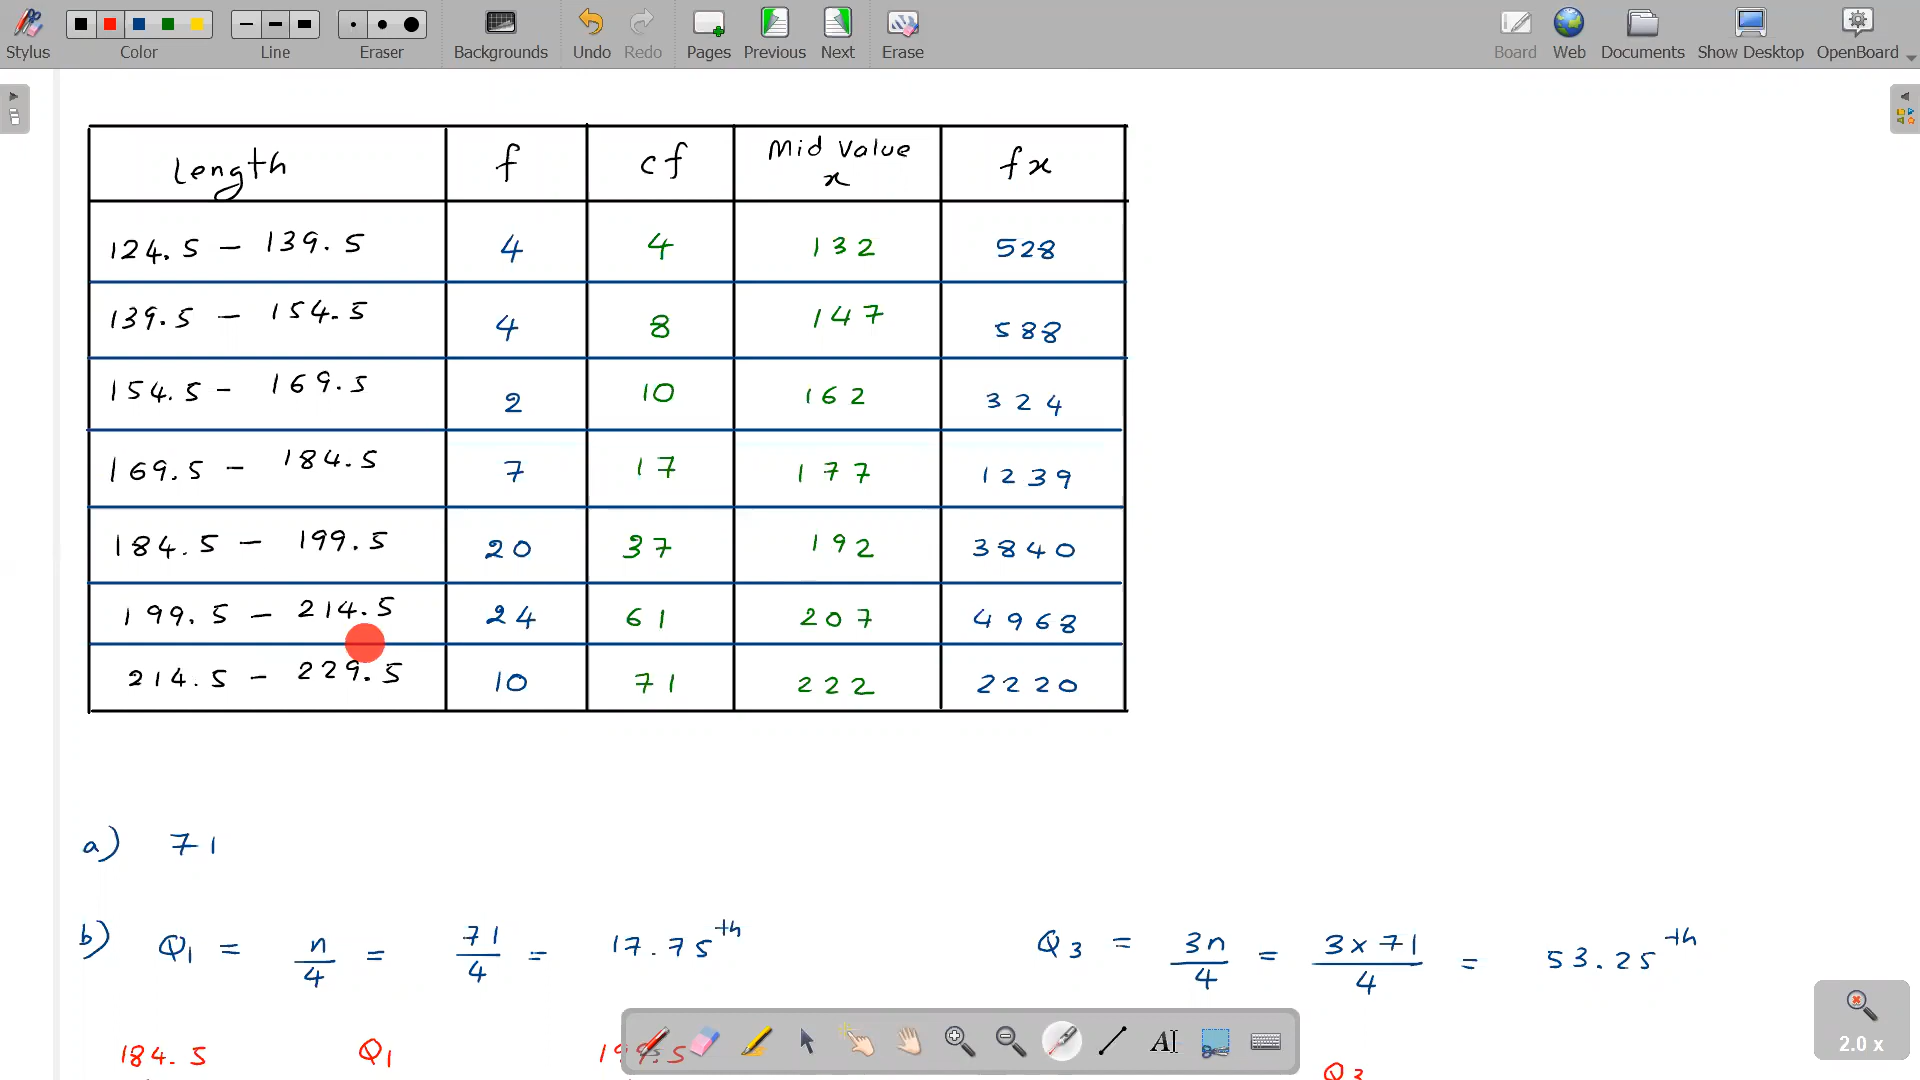 Stylus Color Line Eraser Backgrounds Undo Redo Pages Previous Next Erase Board Web Documents Show Desktop OpenBoard
Length f cf Mid Value x fx
124.5 – 139.5 4 4 132 528
139.5 – 154.5 4 8 147 588
154.5 – 169.5 2 10 162 324
169.5 – 184.5 7 17 177 1239
184.5 – 199.5 20 37 192 3840
199.5 – 214.5 24 61 207 4968
214.5 – 229.5 10 71 222 2220
a) 71
b) Q1 = n/4 = 71/4 = 17.75th Q3 = 3n/4 = 3x71/4 = 53.25th
184.5 Q1 199.5 Q3
2.0 x